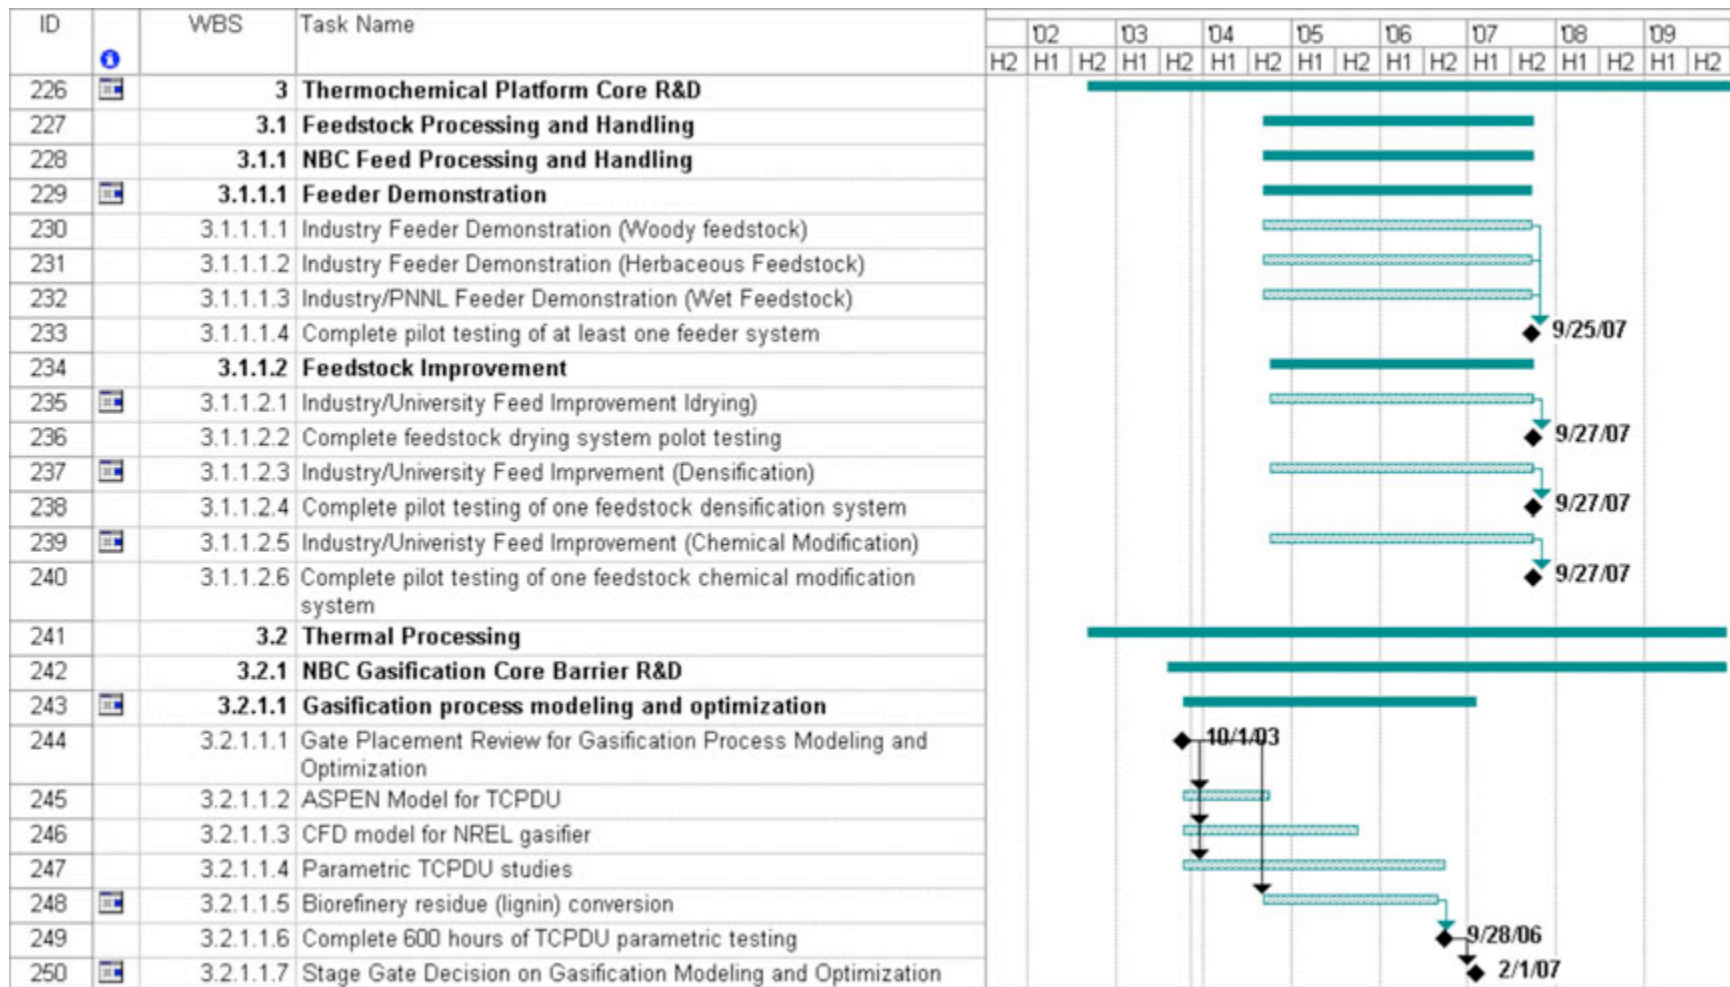 ID WBS Task Name '02 '03 '04 '05 '06 '07 '08 '09
H2 H1 H2 H1 H2 H1 H2 H1 H2 H1 H2 H1 H2 H1 H2 H1 H2
226 3 Thermochemical Platform Core R&D
227 3.1 Feedstock Processing and Handling
228 3.1.1 NBC Feed Processing and Handling
229 3.1.1.1 Feeder Demonstration
230 3.1.1.1.1 Industry Feeder Demonstration (Woody feedstock)
231 3.1.1.1.2 Industry Feeder Demonstration (Herbaceous Feedstock)
232 3.1.1.1.3 Industry/PNNL Feeder Demonstration (Wet Feedstock)
233 3.1.1.1.4 Complete pilot testing of at least one feeder system 9/25/07
234 3.1.1.2 Feedstock Improvement
235 3.1.1.2.1 Industry/University Feed Improvement Idrying)
236 3.1.1.2.2 Complete feedstock drying system polot testing 9/27/07
237 3.1.1.2.3 Industry/University Feed Imprvement (Densification)
238 3.1.1.2.4 Complete pilot testing of one feedstock densification system 9/27/07
239 3.1.1.2.5 Industry/Univeristy Feed Improvement (Chemical Modification)
240 3.1.1.2.6 Complete pilot testing of one feedstock chemical modification 9/27/07
system
241 3.2 Thermal Processing
242 3.2.1 NBC Gasification Core Barrier R&D
243 3.2.1.1 Gasification process modeling and optimization
244 3.2.1.1.1 Gate Placement Review for Gasification Process Modeling and 10/1/03
Optimization
245 3.2.1.1.2 ASPEN Model for TCPDU
246 3.2.1.1.3 CFD model for NREL gasifier
247 3.2.1.1.4 Parametric TCPDU studies
248 3.2.1.1.5 Biorefinery residue (lignin) conversion
249 3.2.1.1.6 Complete 600 hours of TCPDU parametric testing 9/28/06
250 3.2.1.1.7 Stage Gate Decision on Gasification Modeling and Optimization 2/1/07